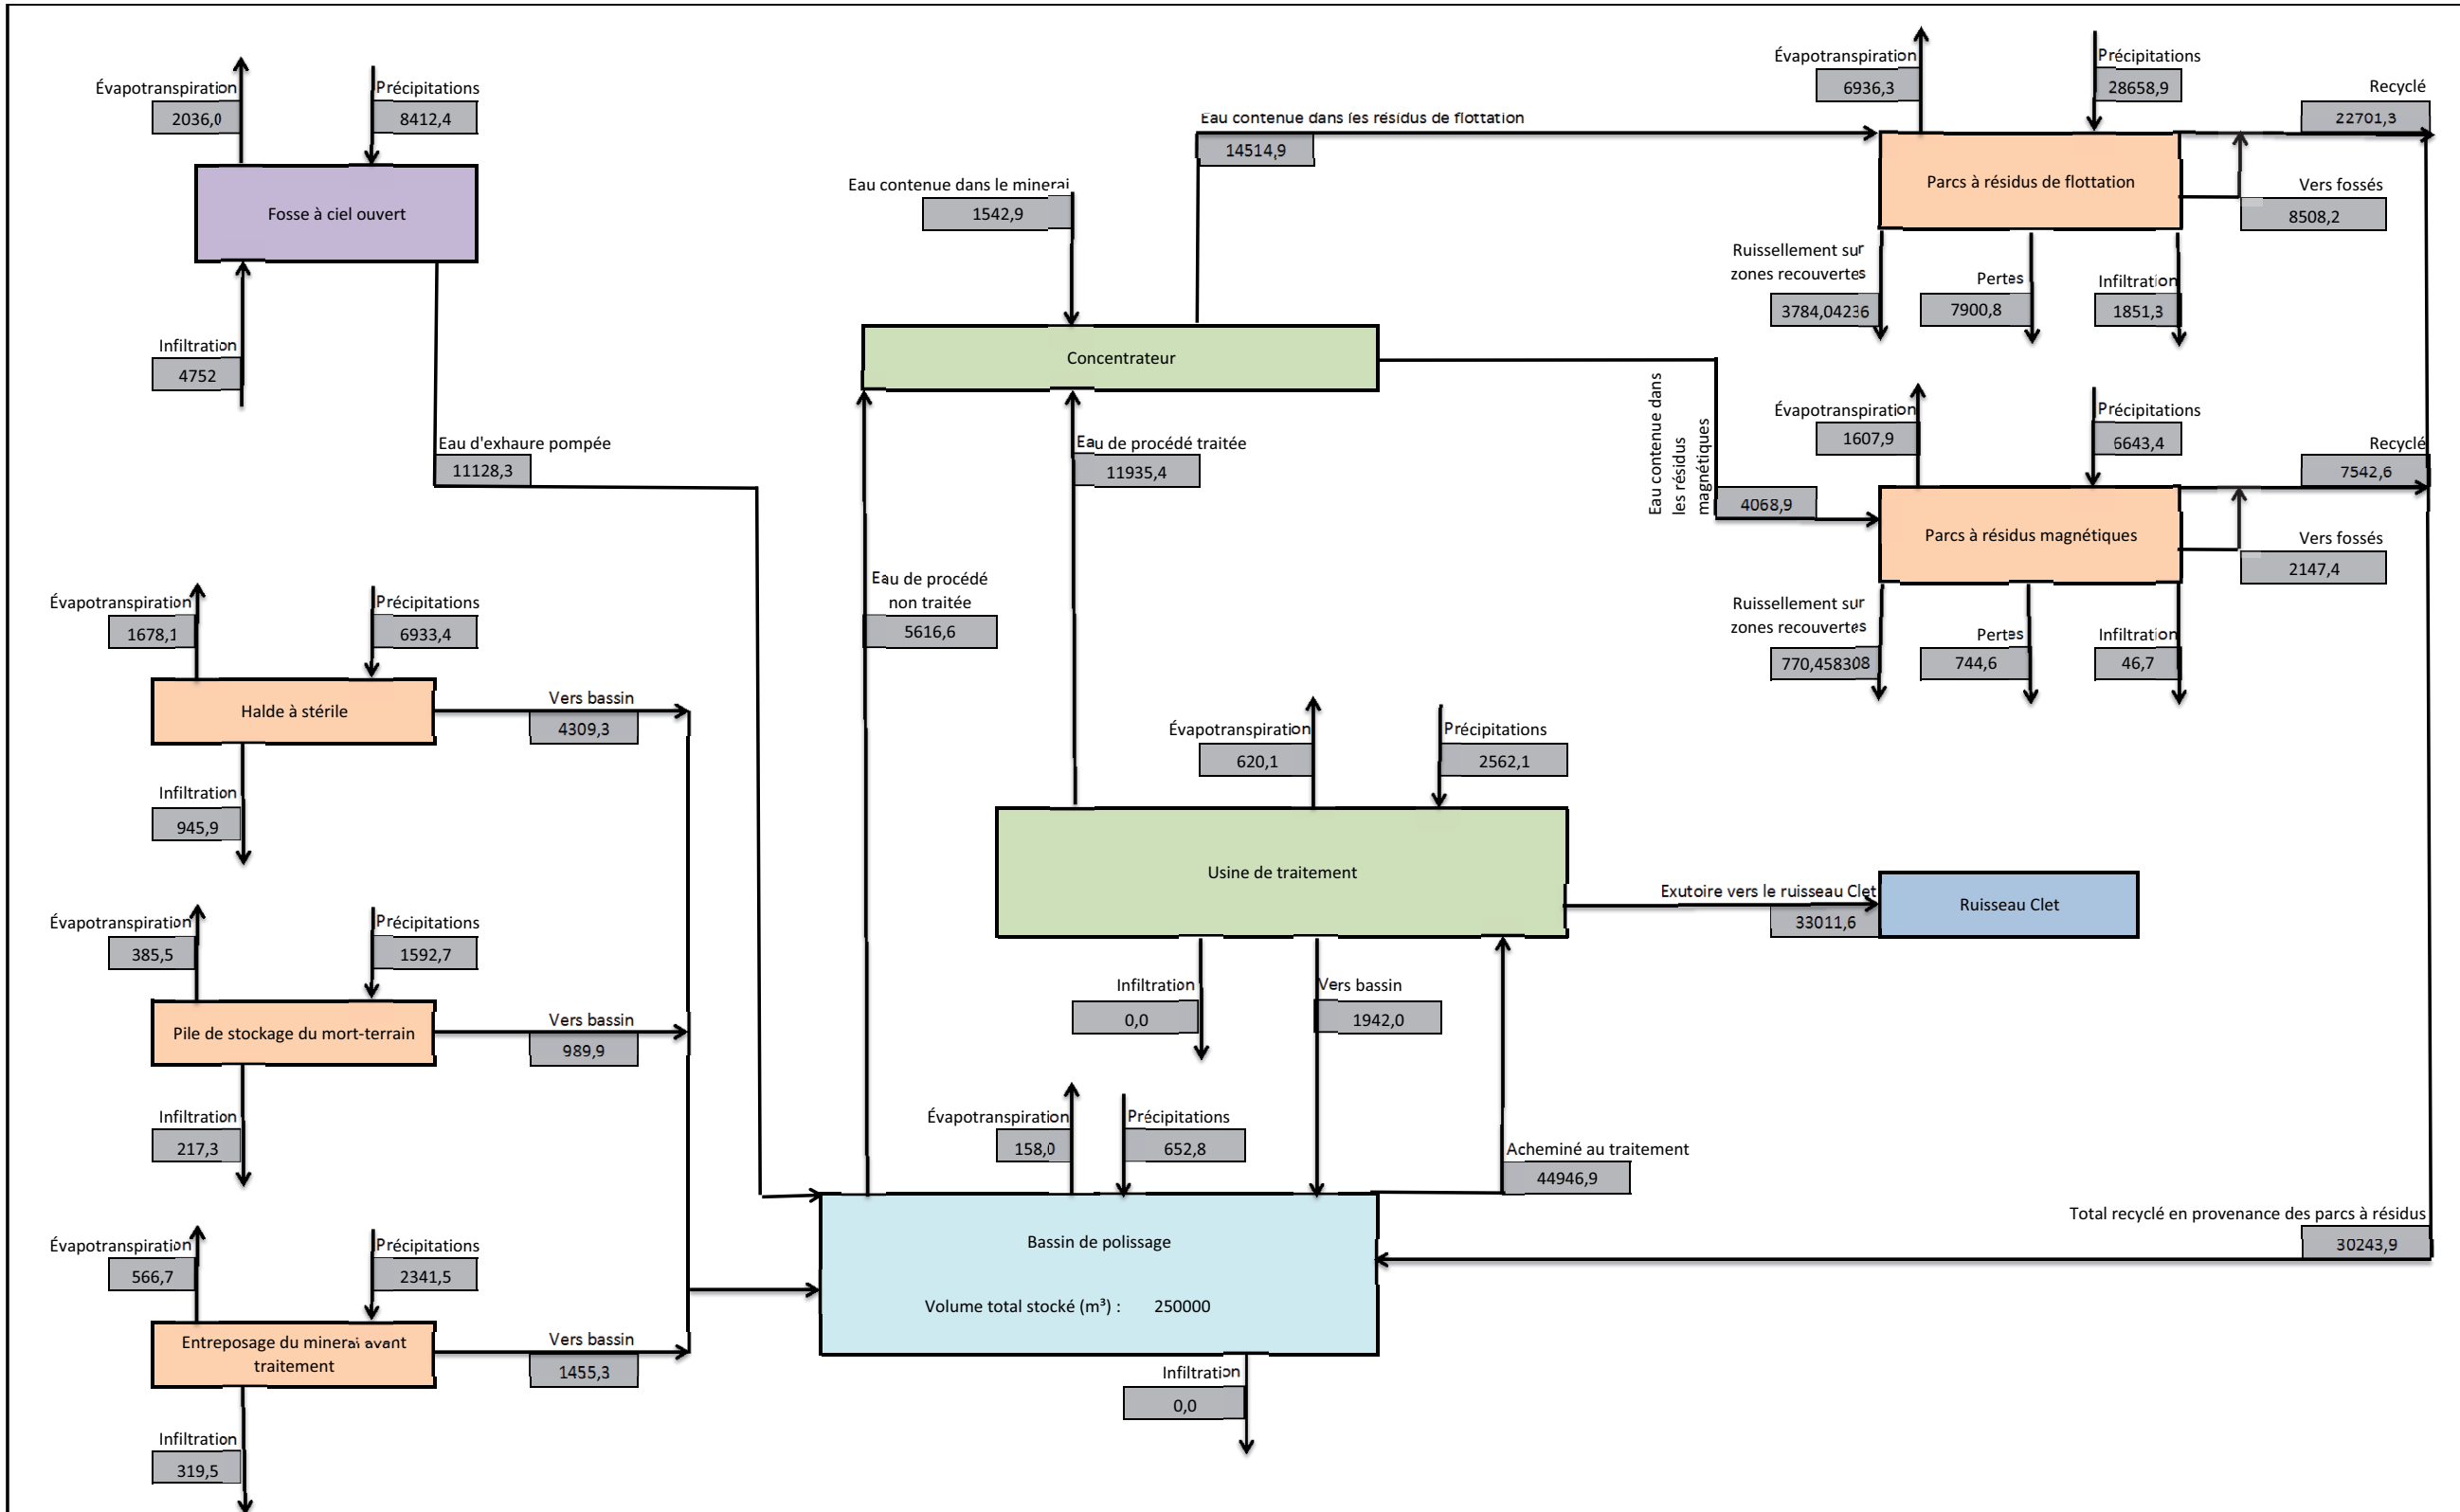 Évapotranspiration
2036,0
Précipitations
8412,4
Fosse à ciel ouvert
Infiltration
4752
Eau d'exhaure pompée
11128,3
Évapotranspiration
1678,1
Précipitations
6933,4
Halde à stérile
Vers bassin
4309,3
Infiltration
945,9
Évapotranspiration
385,5
Précipitations
1592,7
Pile de stockage du mort-terrain
Vers bassin
989,9
Infiltration
217,3
Évapotranspiration
566,7
Précipitations
2341,5
Entreposage du minerai avant
traitement
Vers bassin
1455,3
Infiltration
319,5
Eau contenue dans le minerai
1542,9
Eau contenue dans les résidus de flottation
14514,9
Concentrateur
Eau de procédé traitée
11935,4
Eau de procédé
non traitée
5616,6
Eau contenue dans
les résidus
magnétiques
4068,9
Évapotranspiration
620,1
Précipitations
2562,1
Usine de traitement
Exutoire vers le ruisseau Clet
33011,6
Ruisseau Clet
Infiltration
0,0
Vers bassin
1942,0
Évapotranspiration
158,0
Précipitations
652,8
Acheminé au traitement
44946,9
Bassin de polissage
Volume total stocké (m³) : 250000
Infiltration
0,0
Évapotranspiration
6936,3
Précipitations
28658,9
Recyclé
22701,3
Parcs à résidus de flottation
Vers fossés
8508,2
Ruissellement sur
zones recouvertes
3784,04236
Pertes
7900,8
Infiltration
1851,3
Évapotranspiration
1607,9
Précipitations
6643,4
Recyclé
7542,6
Parcs à résidus magnétiques
Vers fossés
2147,4
Ruissellement sur
zones recouvertes
770,458308
Pertes
744,6
Infiltration
46,7
Total recyclé en provenance des parcs à résidus
30243,9